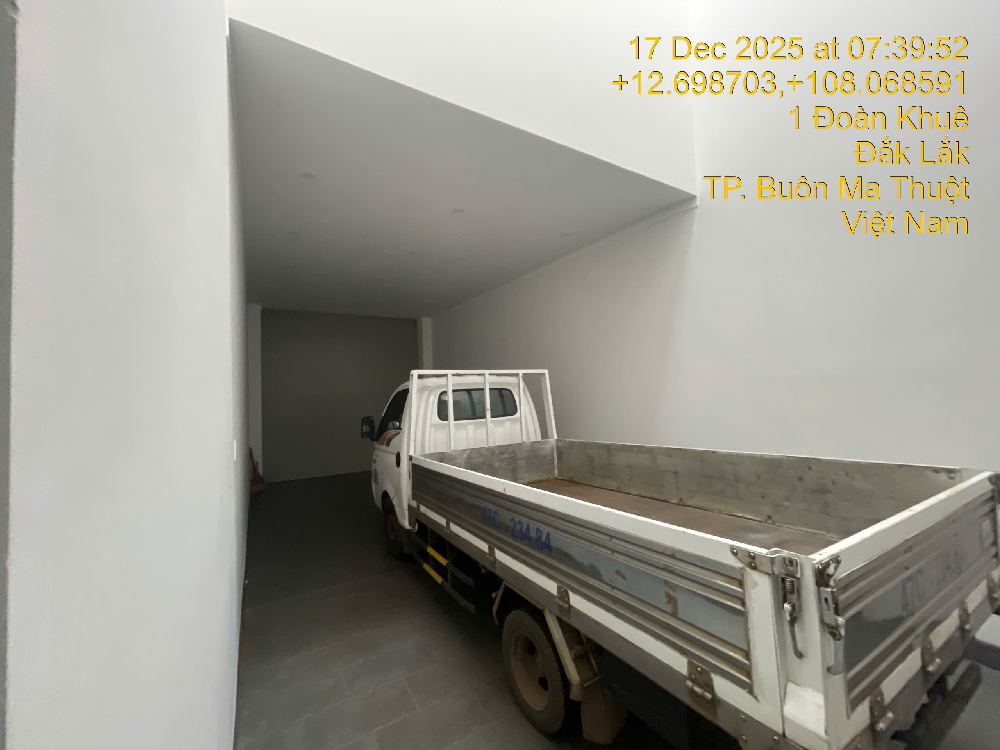 17 Dec 2025 at 07:39:52
+12.698703,+108.068591
1 Đoàn Khuê
Đắk Lắk
TP. Buôn Ma Thuột
Việt Nam
47C . 234.84